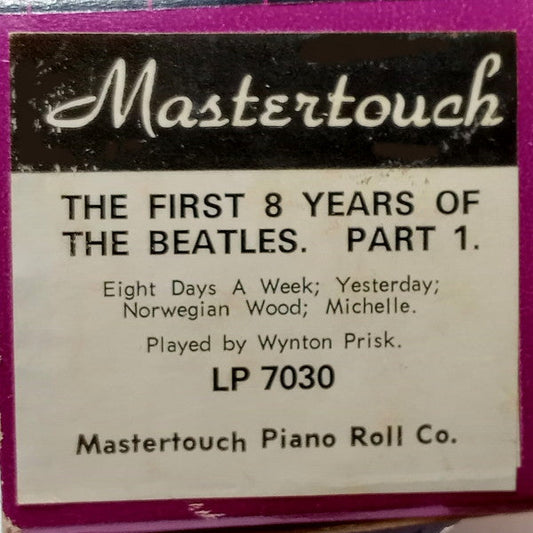 Mastertouch
THE FIRST 8 YEARS OF
THE BEATLES. PART 1.
Eight Days A Week; Yesterday;
Norwegian Wood; Michelle.
Played by Wynton Prisk.
LP 7030
Mastertouch Piano Roll Co.